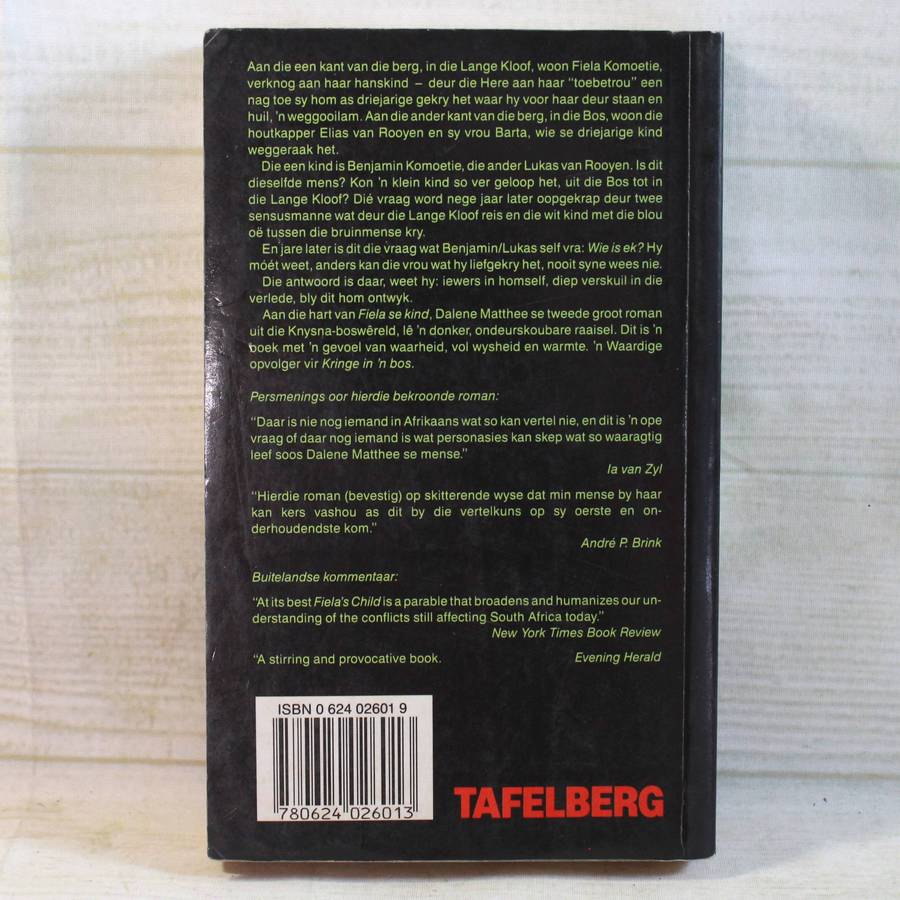 Aan die een kant van die berg, in die Lange Kloof, woon Fiela Komoetie,
verknog aan haar hanskind – deur die Here aan haar "toebetrou" een
nag toe sy hom as driejarige gekry het waar hy voor haar deur staan en
huil, 'n weggooilam. Aan die ander kant van die berg, in die Bos, woon die
houtkapper Elias van Rooyen en sy vrou Barta, wie se driejarige kind
weggeraak het.
Die een kind is Benjamin Komoetie, die ander Lukas van Rooyen. Is dit
dieselfde mens? Kon 'n klein kind so ver geloop het, uit die Bos tot in
die Lange Kloof? Dié vraag word nege jaar later oopgekrap deur twee
sensusmanne wat deur die Lange Kloof reis en die wit kind met die blou
oë tussen die bruinmense kry.
En jare later is dit die vraag wat Benjamin/Lukas self vra: Wie is ek? Hy
móét weet, anders kan die vrou wat hy liefgekry het, nooit syne wees nie.
Die antwoord is daar, weet hy: iewers in homself, diep verskuil in die
verlede, bly dit hom ontwyk.
Aan die hart van Fiela se kind, Dalene Matthee se tweede groot roman
uit die Knysna-boswêreld, lê 'n donker, ondeurskoubare raaisel. Dit is 'n
boek met 'n gevoel van waarheid, vol wysheid en warmte. 'n Waardige
opvolger vir Kringe in 'n bos.
Persmenings oor hierdie bekroonde roman:
"Daar is nie nog iemand in Afrikaans wat so kan vertel nie, en dit is 'n ope
vraag of daar nog iemand is wat personasies kan skep wat so waaragtig
leef soos Dalene Matthee se mense."
Ia van Zyl
"Hierdie roman (bevestig) op skitterende wyse dat min mense by haar
kan kers vashou as dit by die vertelkuns op sy oerste en on-
derhoudendste kom."
André P. Brink
Buitelandse kommentaar:
"At its best Fiela's Child is a parable that broadens and humanizes our un-
derstanding of the conflicts still affecting South Africa today."
New York Times Book Review
"A stirring and provocative book. Evening Herald
ISBN 0 624 02601 9
780624 026013
TAFELBERG